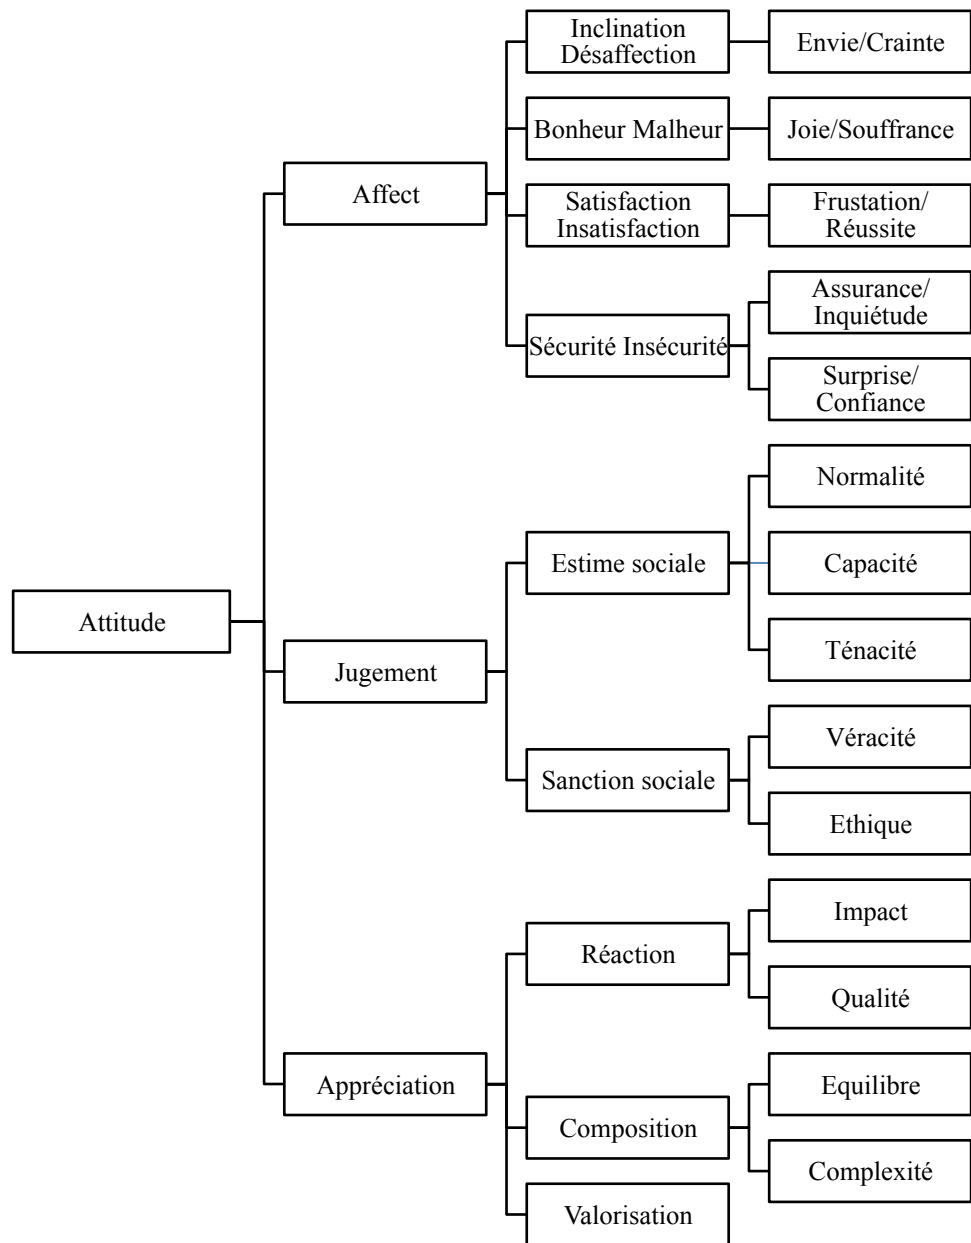 Attitude
Affect
Inclination
Désaffection
Envie/Crainte
Bonheur Malheur
Joie/Souffrance
Satisfaction
Insatisfaction
Frustation/
Réussite
Sécurité Insécurité
Assurance/
Inquiétude
Surprise/
Confiance
Jugement
Estime sociale
Normalité
Capacité
Ténacité
Sanction sociale
Véracité
Ethique
Appréciation
Réaction
Impact
Qualité
Composition
Equilibre
Complexité
Valorisation